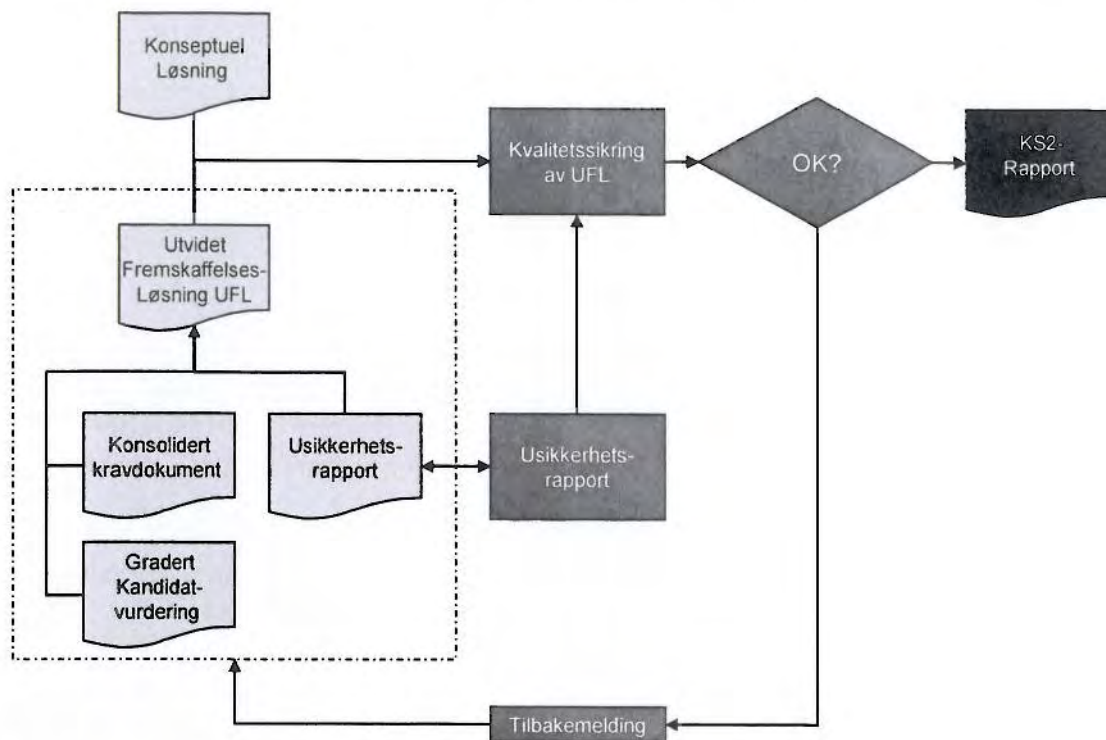 Konseptuel
Løsning
Kvalitetssikring
av UFL
OK?
KS2-
Rapport
Utvidet
Fremskaffelses-
Løsning UFL
Konsolidert
kravdokument
Usikkerhets-
rapport
Usikkerhets-
rapport
Gradert
Kandidat-
vurdering
Tilbakemelding